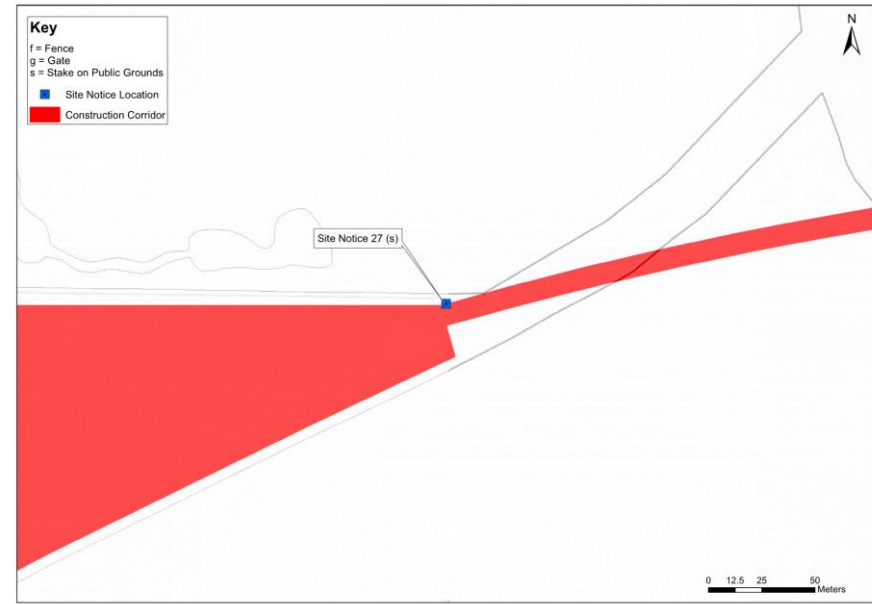 Key
f = Fence
g = Gate
s = Stake on Public Grounds
Site Notice Location
Construction Corridor
N
Site Notice 27 (s)
0 12.5 25 50
Meters